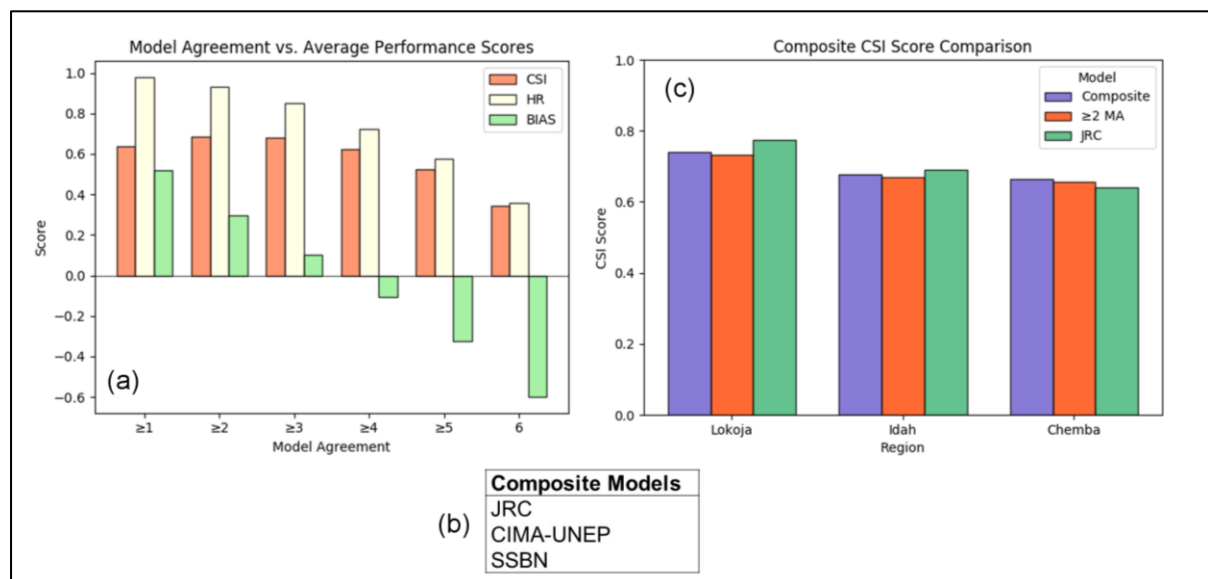 Model Agreement vs. Average Performance Scores
CSI
HR
BIAS
1.0
0.8
0.6
0.4
0.2
0.0
−0.2
−0.4
−0.6
Score
(a)
≥1 ≥2 ≥3 ≥4 ≥5 6
Model Agreement
Composite CSI Score Comparison
(c)
Model
Composite
≥2 MA
JRC
1.0
0.8
0.6
0.4
0.2
0.0
CSI Score
Lokoja Idah Chemba
Region
(b)
Composite Models
JRC
CIMA-UNEP
SSBN